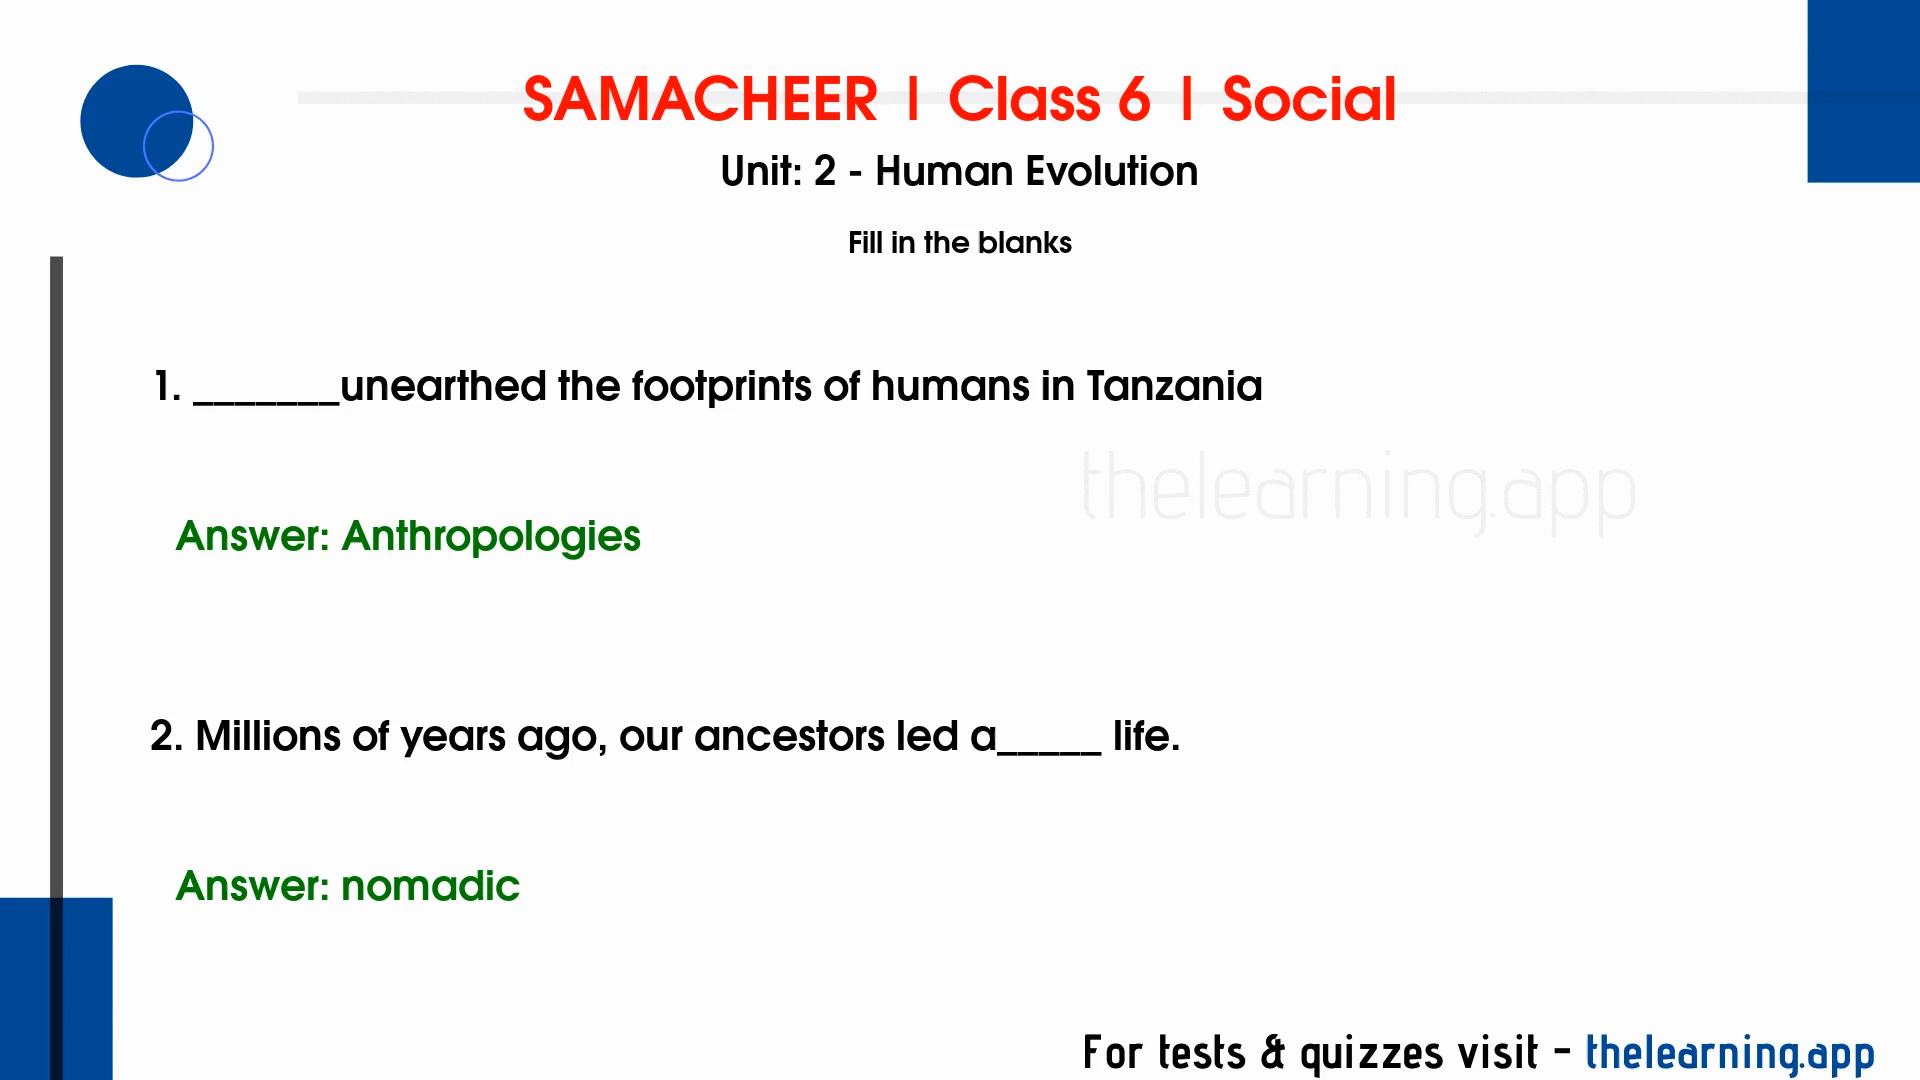 SAMACHEER | Class 6 | Social
Unit: 2 - Human Evolution
Fill in the blanks
1. _______unearthed the footprints of humans in Tanzania
thelearning.app
Answer: Anthropologies
2. Millions of years ago, our ancestors led a_____ life.
Answer: nomadic
For tests & quizzes visit - thelearning.app